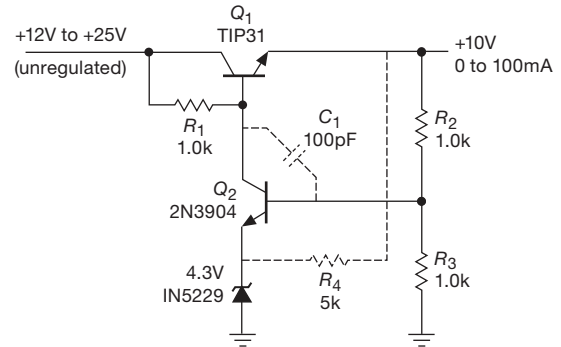 Q1
TIP31
+12V to +25V
(unregulated)
+10V
0 to 100mA
R1
1.0k
C1
100pF
R2
1.0k
Q2
2N3904
4.3V
IN5229
R4
5k
R3
1.0k